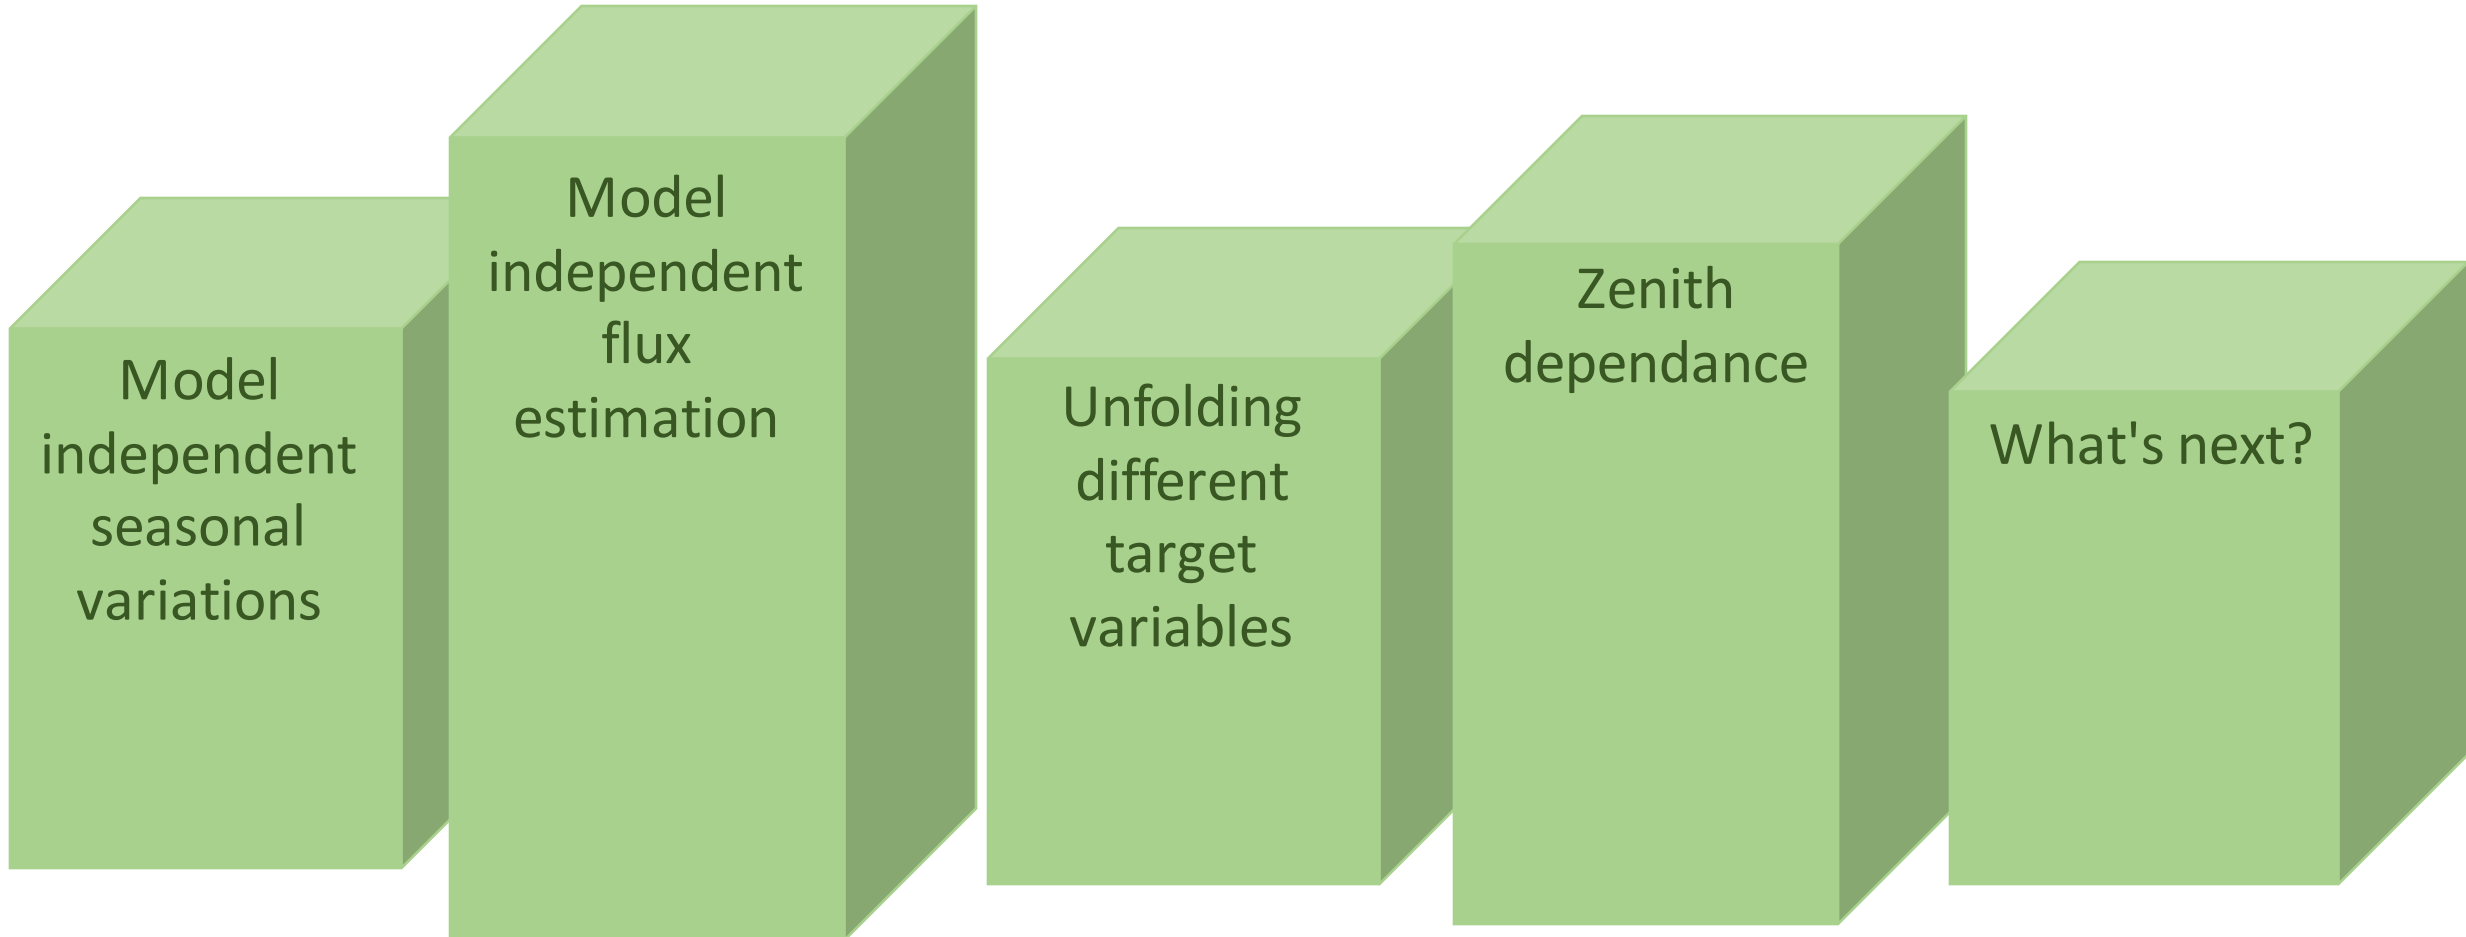 Model
independent
seasonal
variations
Model
independent
flux
estimation
Unfolding
different
target
variables
Zenith
dependance
What's next?